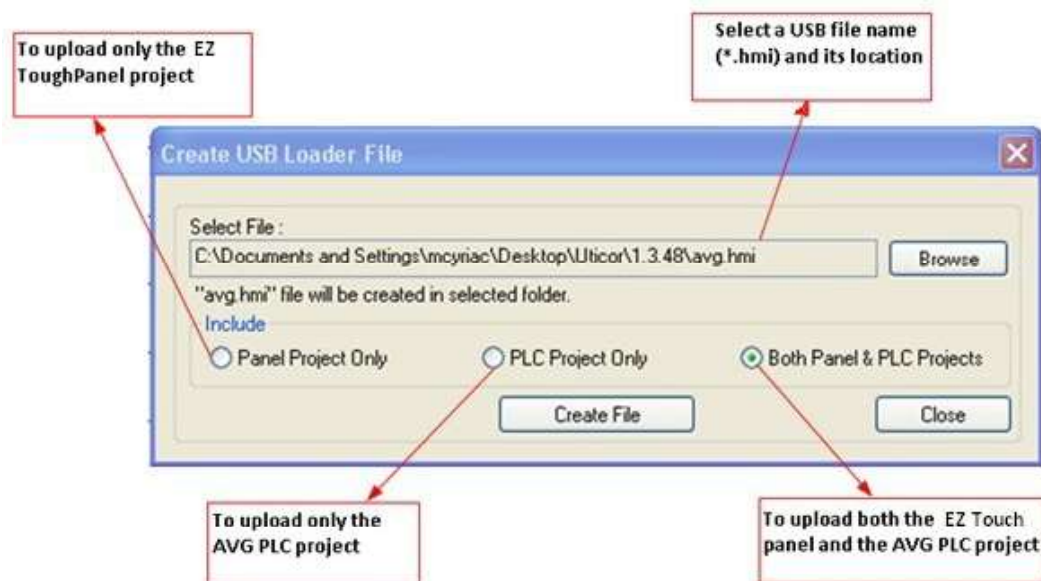 To upload only the EZ
ToughPanel project
Select a USB file name
(*.hmi) and its location
Create USB Loader File
Select File :
C:\Documents and Settings\mcyriac\Desktop\Uticor\1.3.48\avg.hmi
Browse
"avg.hmi" file will be created in selected folder.
Include
Panel Project Only
PLC Project Only
Both Panel & PLC Projects
Create File
Close
To upload only the
AVG PLC project
To upload both the EZ Touch
panel and the AVG PLC project